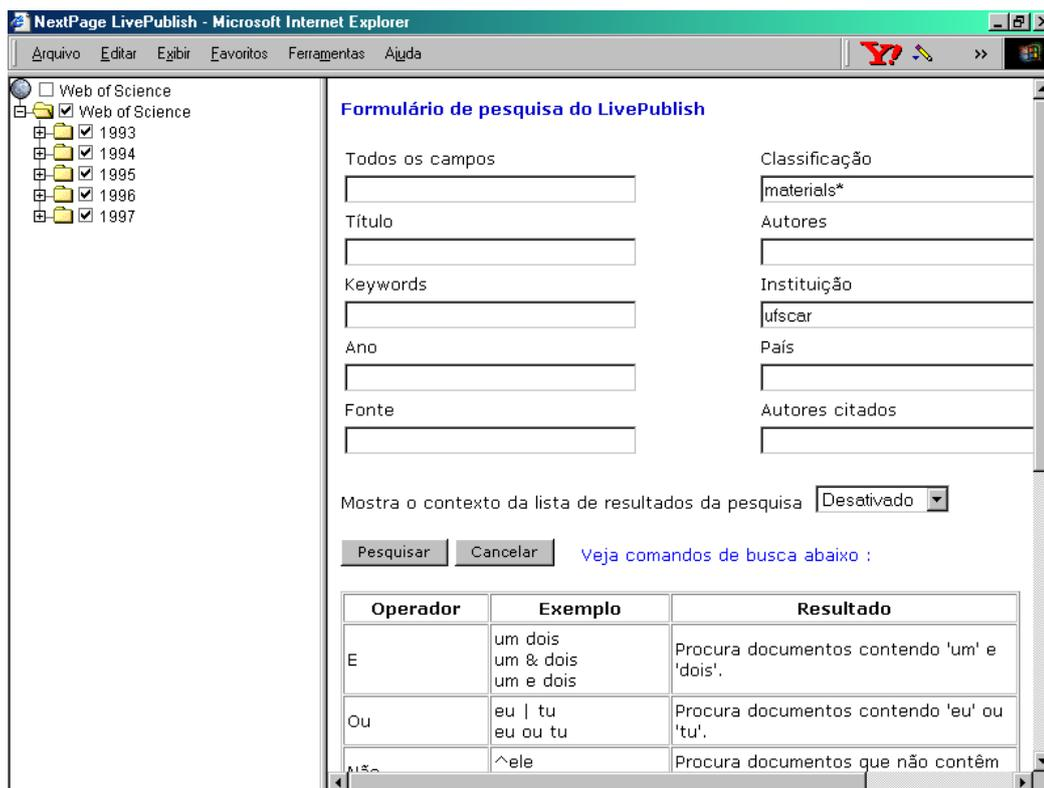 NextPage LivePublish - Microsoft Internet Explorer
Arquivo Editar Exibir Favoritos Ferramentas Ajuda
Y! »
Web of Science
Web of Science
1993
1994
1995
1996
1997
Formulário de pesquisa do LivePublish
Todos os campos
Classificação
materials*
Título
Autores
Keywords
Instituição
ufscar
Ano
País
Fonte
Autores citados
Mostra o contexto da lista de resultados da pesquisa Desativado
Pesquisar Cancelar Veja comandos de busca abaixo :
Operador Exemplo Resultado
E
um dois
um & dois
um e dois
Procura documentos contendo 'um' e
'dois'.
Ou
eu | tu
eu ou tu
Procura documentos contendo 'eu' ou
'tu'.
Não
^ele
Procura documentos que não contêm